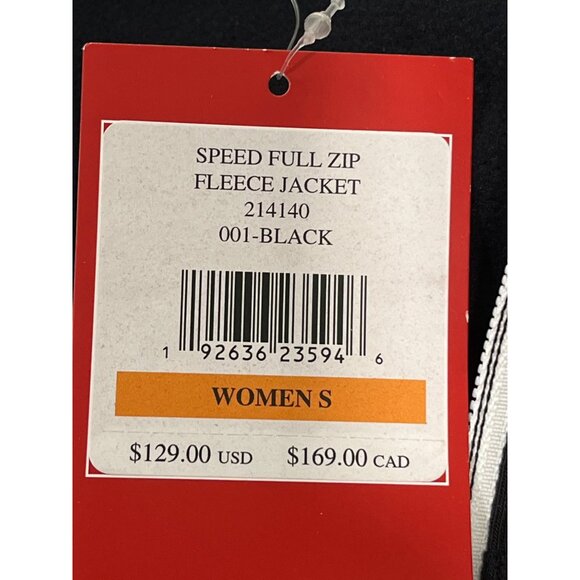 SPEED FULL ZIP
FLEECE JACKET
214140
001-BLACK
1 92636 23594 6
WOMEN S
$129.00 USD $169.00 CAD